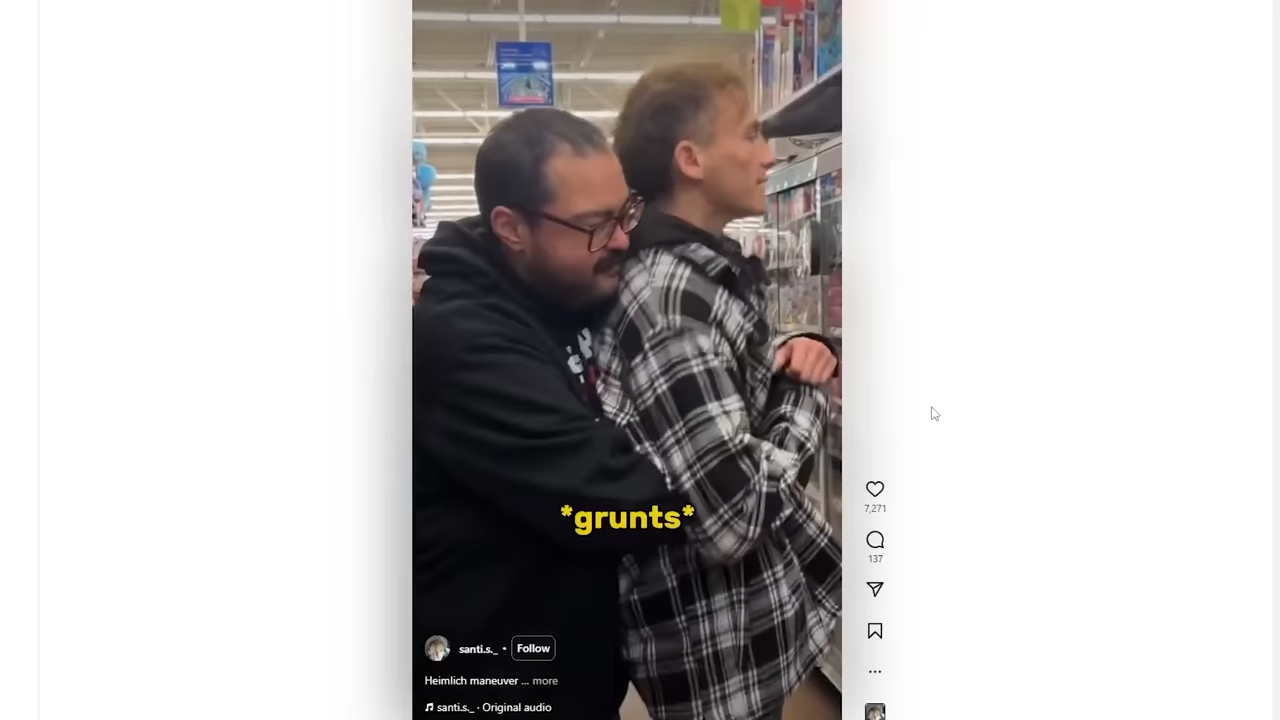 *grunts*
7,271
137
santi.s._ • Follow
Heimlich maneuver ... more
santi.s._ · Original audio